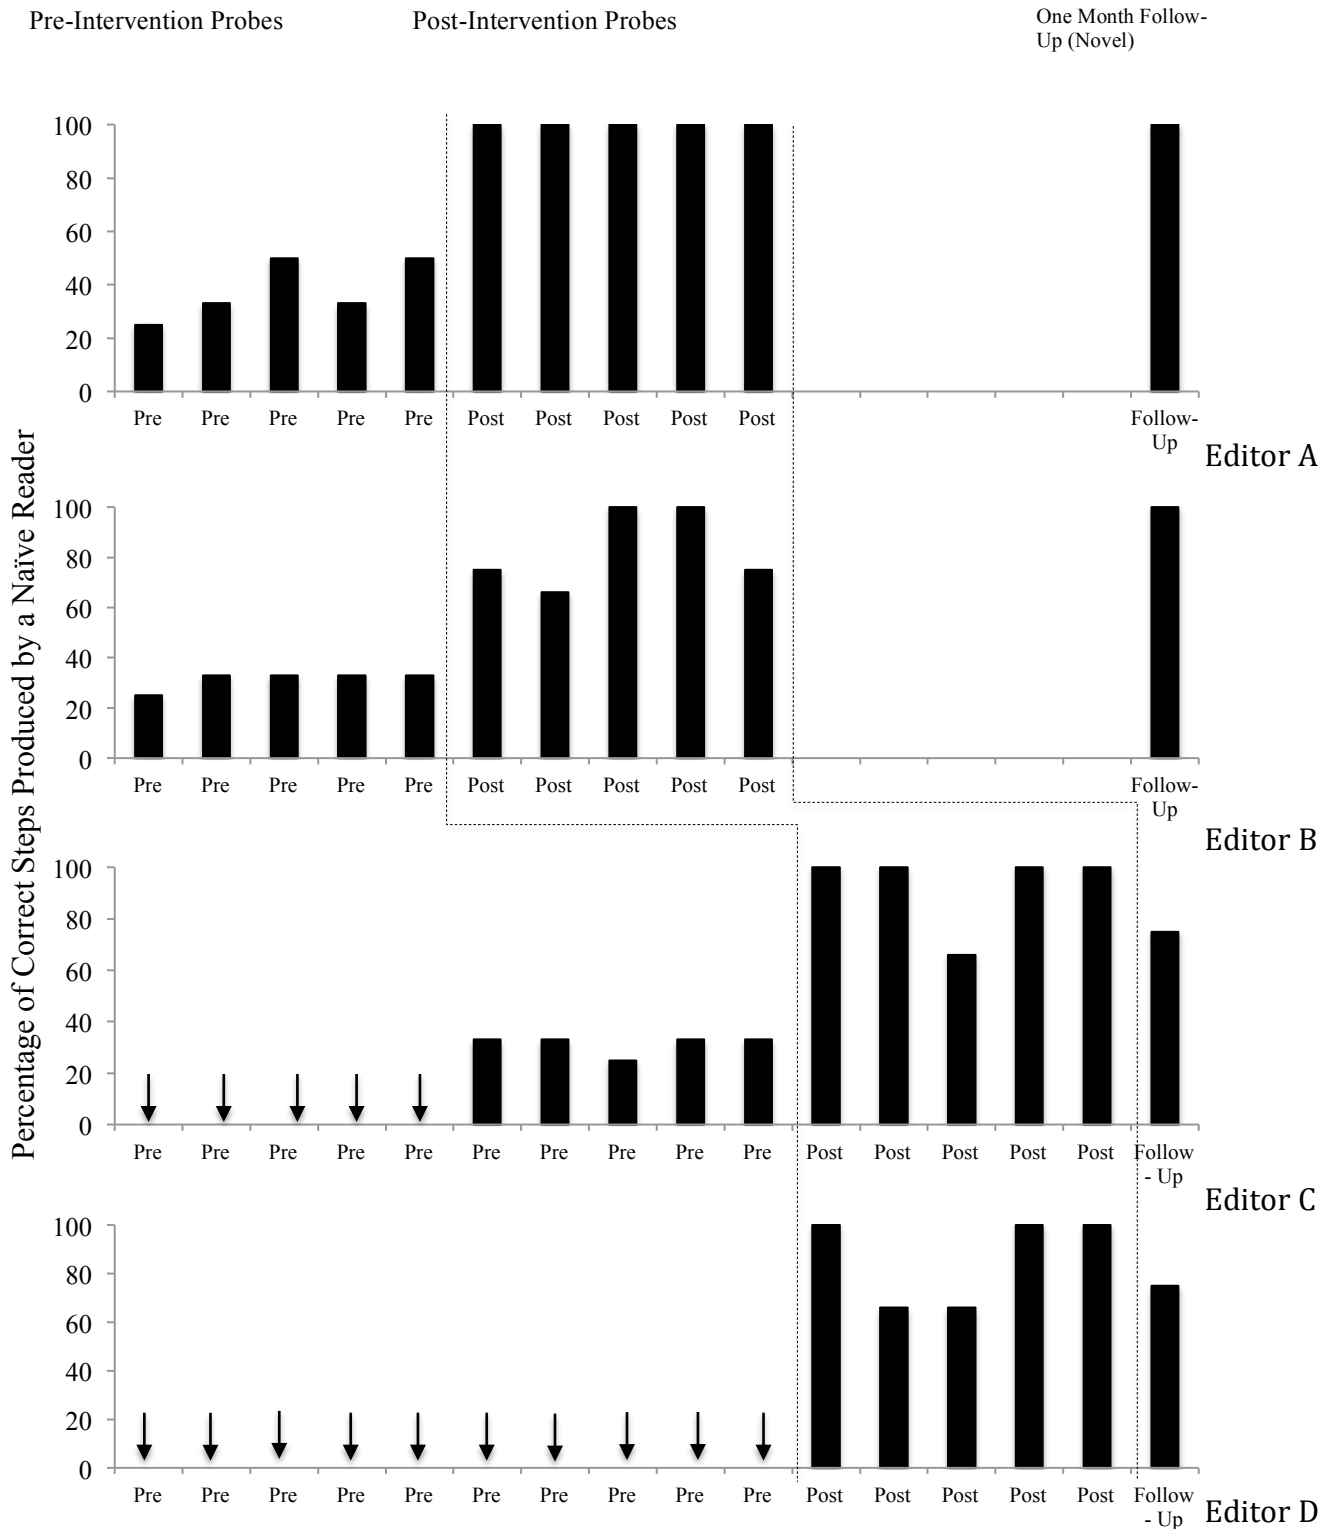 Pre-Intervention Probes Post-Intervention Probes One Month Follow-
Up (Novel)
Percentage of Correct Steps Produced by a Naïve Reader
100
80
60
40
20
0
Pre Pre Pre Pre Pre Post Post Post Post Post Follow-
Up
Editor A
100
80
60
40
20
0
Pre Pre Pre Pre Pre Post Post Post Post Post Follow-
Up
Editor B
100
80
60
40
20
0
Pre Pre Pre Pre Pre Pre Pre Pre Pre Pre Post Post Post Post Post Follow
- Up
Editor C
100
80
60
40
20
0
Pre Pre Pre Pre Pre Pre Pre Pre Pre Pre Post Post Post Post Post Follow
- Up
Editor D